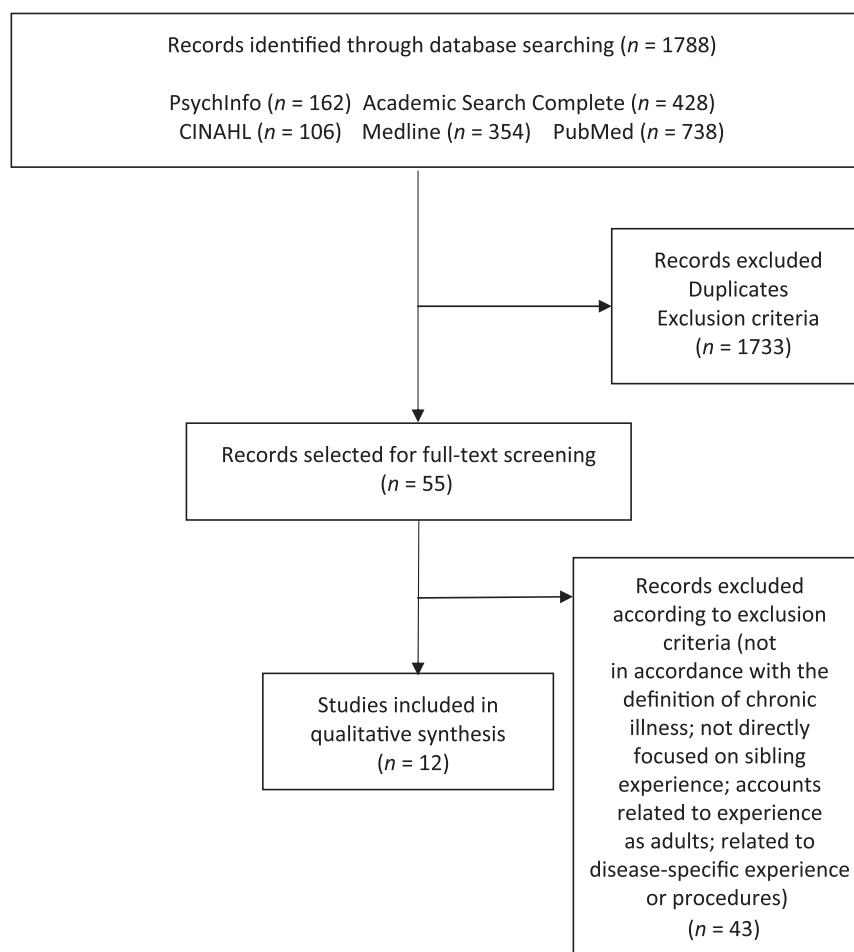 Records identified through database searching (n = 1788)
PsychInfo (n = 162) Academic Search Complete (n = 428)
CINAHL (n = 106) Medline (n = 354) PubMed (n = 738)
Records excluded
Duplicates
Exclusion criteria
(n = 1733)
Records selected for full-text screening
(n = 55)
Records excluded
according to exclusion
criteria (not
in accordance with the
definition of chronic
illness; not directly
focused on sibling
experience; accounts
related to experience
as adults; related to
disease-specific experience
or procedures)
(n = 43)
Studies included in
qualitative synthesis
(n = 12)